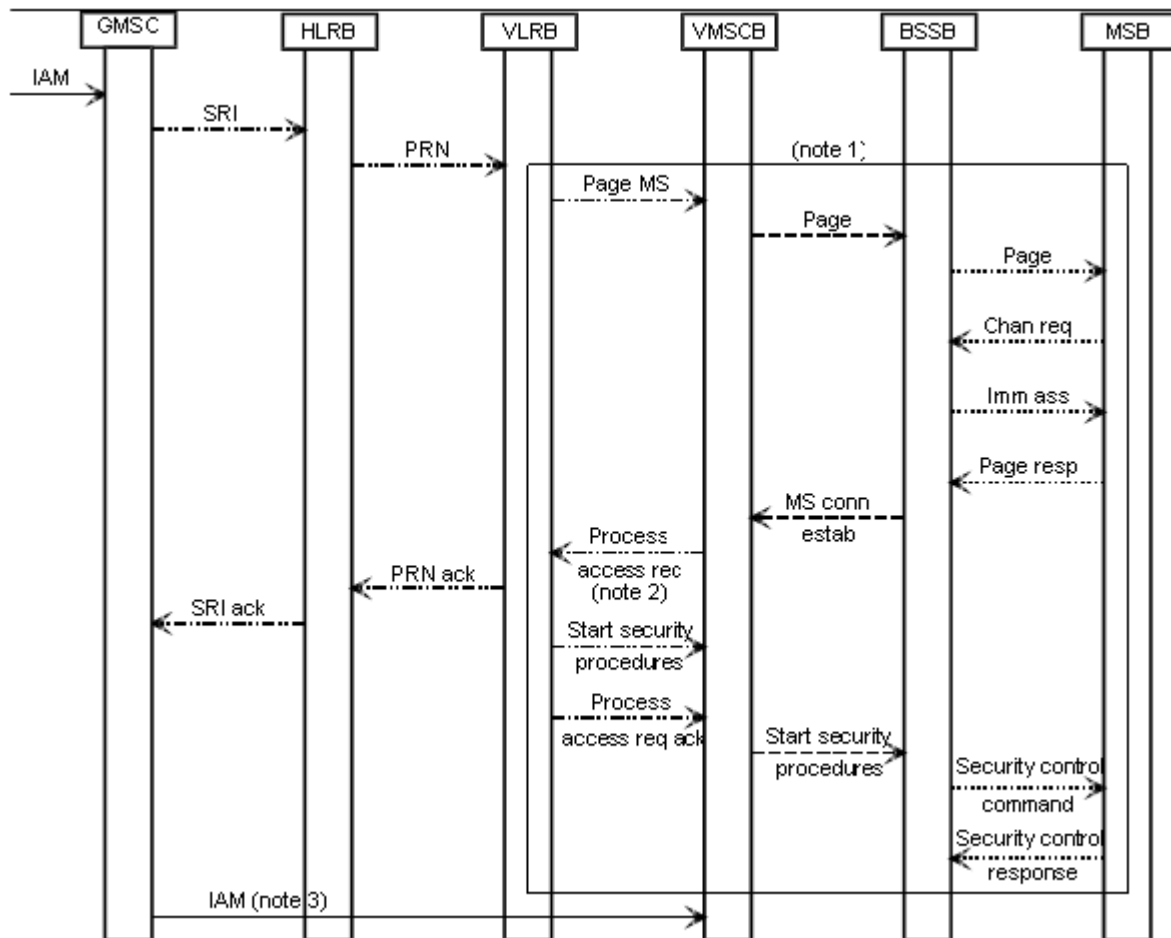 GMSC
HLRB
VLRB
VMSCB
BSSB
MSB
IAM
SRI
PRN
(note 1)
Page MS
Page
Page
Chan req
Imm ass
Page resp
MS conn
estab
Process
access rec
(note 2)
PRN ack
SRI ack
Start security
procedures
Process
access req ack
Start security
procedures
Security control
command
Security control
response
IAM (note 3)